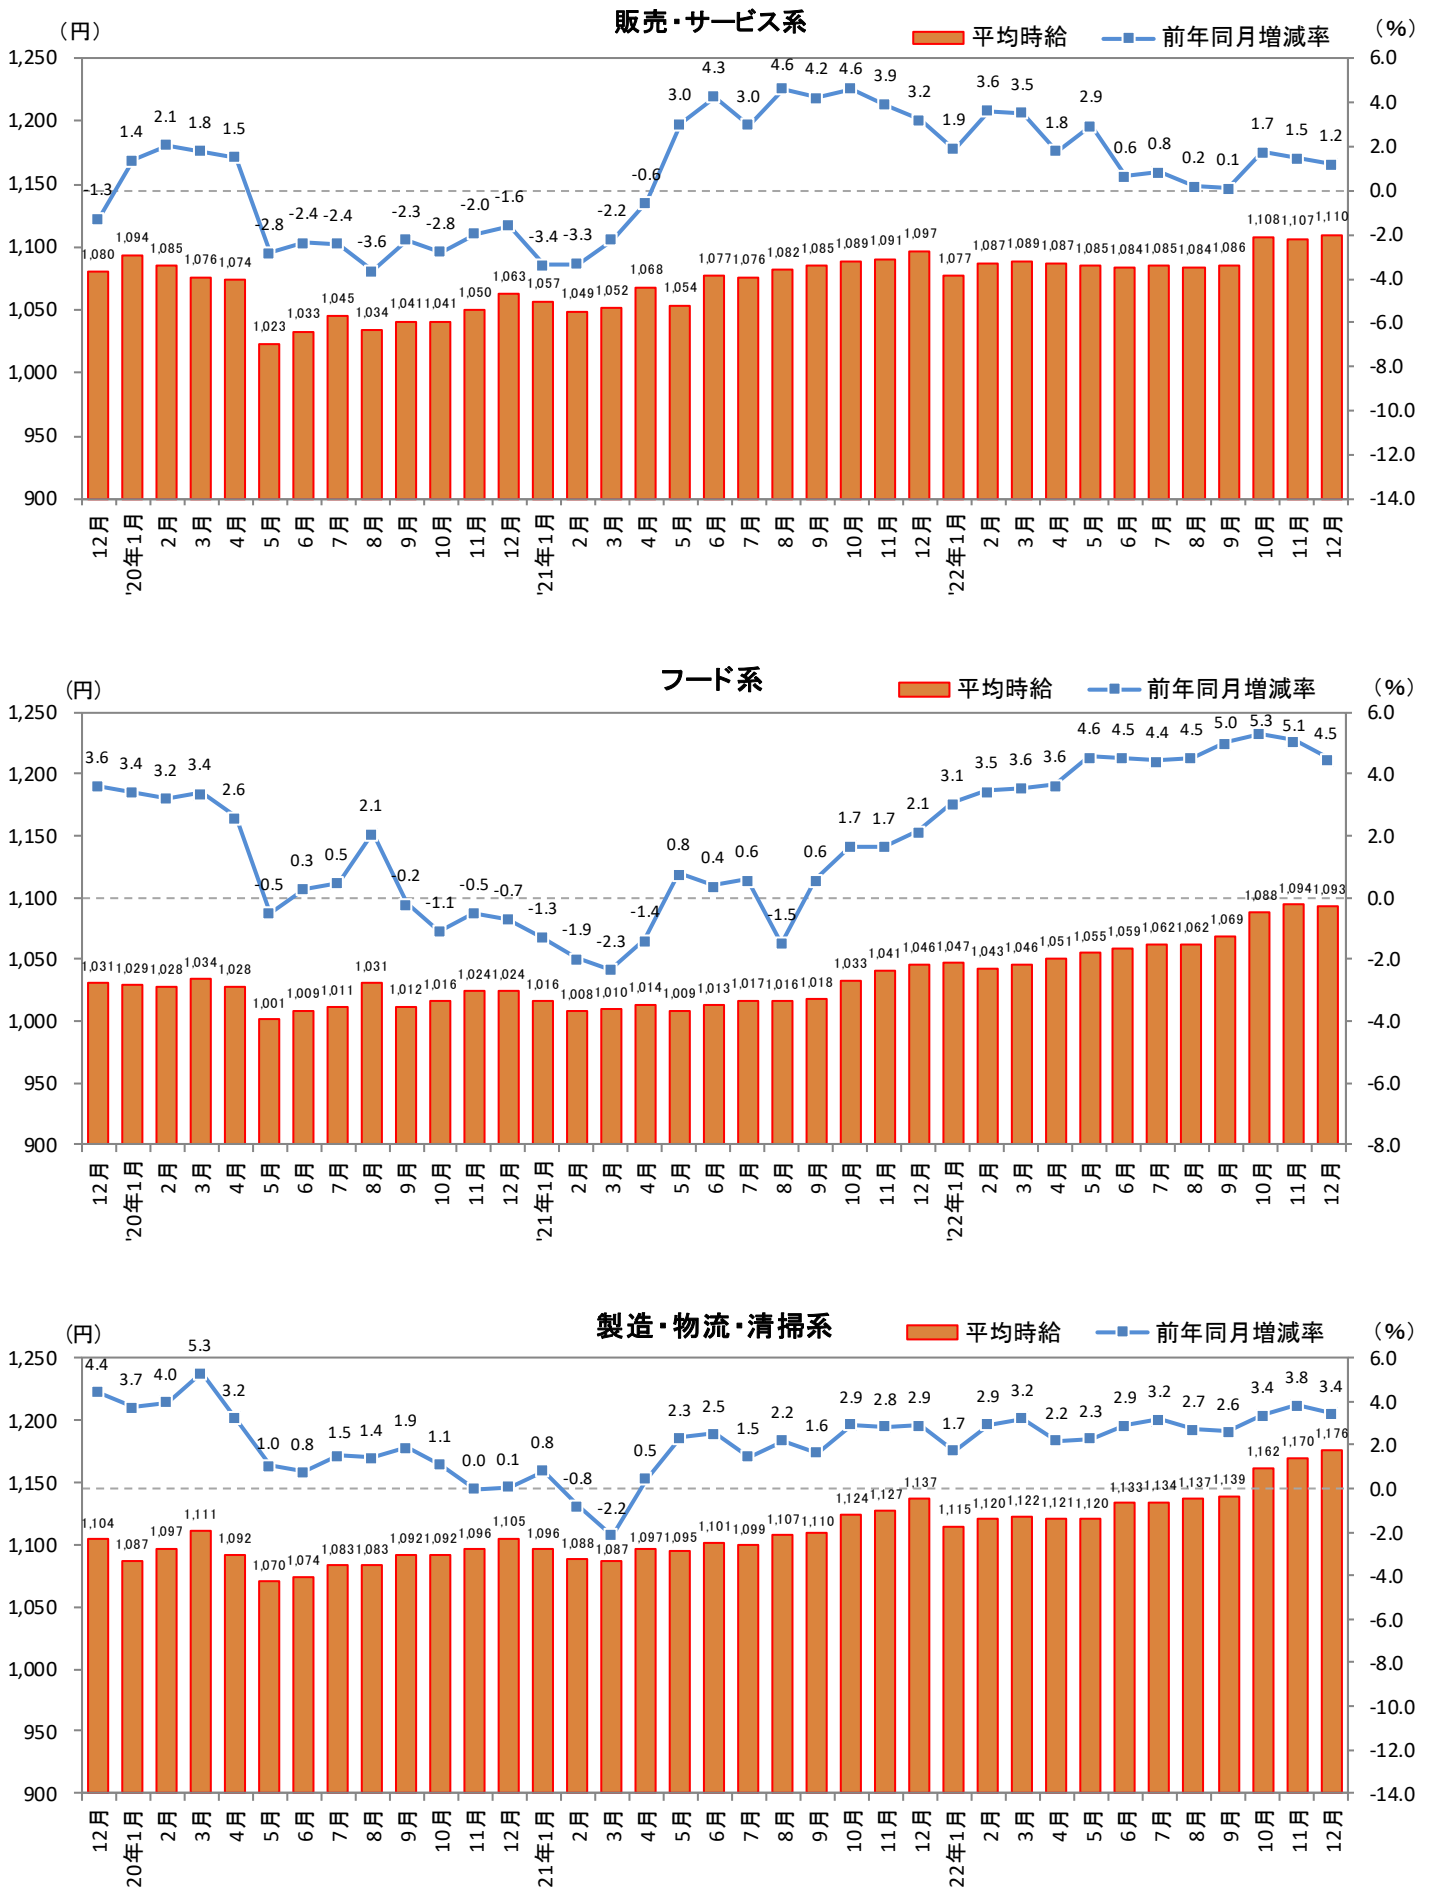 販売・サービス系
（円）
平均時給 前年同月増減率
（%）
1,250 1,200 1,150 1,100 1,050 1,000 950 900
6.0 4.0 2.0 0.0 -2.0 -4.0 -6.0 -8.0 -10.0 -12.0 -14.0
-1.3 1.4 2.1 1.8 1.5 -2.8 -2.4 -2.4 -3.6 -2.3 -2.8 -2.0 -1.6 -3.4 -3.3 -2.2 -0.6 3.0 4.3 3.0 4.6 4.2 4.6 3.9 3.2 1.9 3.6 3.5 1.8 2.9 0.6 0.8 0.2 0.1 1.7 1.5 1.2
1,080 1,094 1,085 1,076 1,074 1,023 1,033 1,045 1,034 1,041 1,041 1,050 1,063 1,057 1,049 1,052 1,068 1,054 1,077 1,076 1,082 1,085 1,089 1,091 1,097 1,077 1,087 1,089 1,087 1,085 1,084 1,085 1,084 1,086 1,108 1,107 1,110
12月 '20年1月 2月 3月 4月 5月 6月 7月 8月 9月 10月 11月 12月 '21年1月 2月 3月 4月 5月 6月 7月 8月 9月 10月 11月 12月 '22年1月 2月 3月 4月 5月 6月 7月 8月 9月 10月 11月 12月
フード系
（円）
平均時給 前年同月増減率
（%）
1,250 1,200 1,150 1,100 1,050 1,000 950 900
6.0 4.0 2.0 0.0 -2.0 -4.0 -6.0 -8.0
3.6 3.4 3.2 3.4 2.6 -0.5 0.3 0.5 2.1 -0.2 -1.1 -0.5 -0.7 -1.3 -1.9 -2.3 -1.4 0.8 0.4 0.6 -1.5 0.6 1.7 1.7 2.1 3.1 3.5 3.6 3.6 4.6 4.5 4.4 4.5 5.0 5.3 5.1 4.5
1,031 1,029 1,028 1,034 1,028 1,001 1,009 1,011 1,031 1,012 1,016 1,024 1,024 1,016 1,008 1,010 1,014 1,009 1,013 1,017 1,016 1,018 1,033 1,041 1,046 1,047 1,043 1,046 1,051 1,055 1,059 1,062 1,062 1,069 1,088 1,094 1,093
12月 '20年1月 2月 3月 4月 5月 6月 7月 8月 9月 10月 11月 12月 '21年1月 2月 3月 4月 5月 6月 7月 8月 9月 10月 11月 12月 '22年1月 2月 3月 4月 5月 6月 7月 8月 9月 10月 11月 12月
製造・物流・清掃系
（円）
平均時給 前年同月増減率
（%）
1,250 1,200 1,150 1,100 1,050 1,000 950 900
6.0 4.0 2.0 0.0 -2.0 -4.0 -6.0 -8.0 -10.0 -12.0 -14.0
4.4 3.7 4.0 5.3 3.2 1.0 0.8 1.5 1.4 1.9 1.1 0.0 0.1 0.8 -0.8 -2.2 0.5 2.3 2.5 1.5 2.2 1.6 2.9 2.8 2.9 1.7 2.9 3.2 2.2 2.3 2.9 3.2 2.7 2.6 3.4 3.8 3.4
1,104 1,087 1,097 1,111 1,092 1,070 1,074 1,083 1,083 1,092 1,092 1,096 1,105 1,096 1,088 1,087 1,097 1,095 1,101 1,099 1,107 1,110 1,124 1,127 1,137 1,115 1,120 1,122 1,121 1,120 1,133 1,134 1,137 1,139 1,162 1,170 1,176
12月 20年1月 2月 3月 4月 5月 6月 7月 8月 9月 10月 11月 12月 21年1月 2月 3月 4月 5月 6月 7月 8月 9月 10月 11月 12月 22年1月 2月 3月 4月 5月 6月 7月 8月 9月 10月 11月 12月